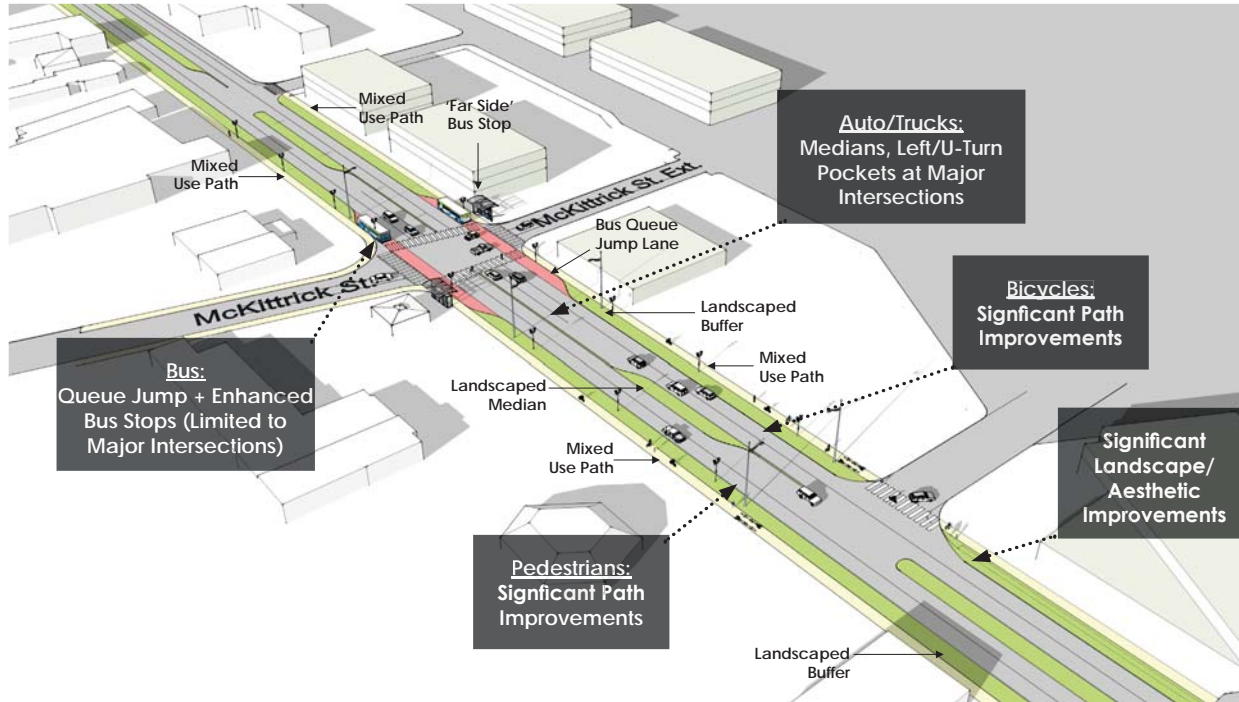 Mixed
Use Path
'Far Side'
Bus Stop
Mixed
Use Path
Auto/Trucks:
Medians, Left/U-Turn
Pockets at Major
Intersections
McKittrick St. Ext.
Bus Queue
Jump Lane
McKittrick St.
Bicycles:
Signficant Path
Improvements
Landscaped
Buffer
Bus:
Queue Jump + Enhanced
Bus Stops (Limited to
Major Intersections)
Mixed
Use Path
Landscaped
Median
Mixed
Use Path
Significant
Landscape/
Aesthetic
Improvements
Pedestrians:
Signficant Path
Improvements
Landscaped
Buffer